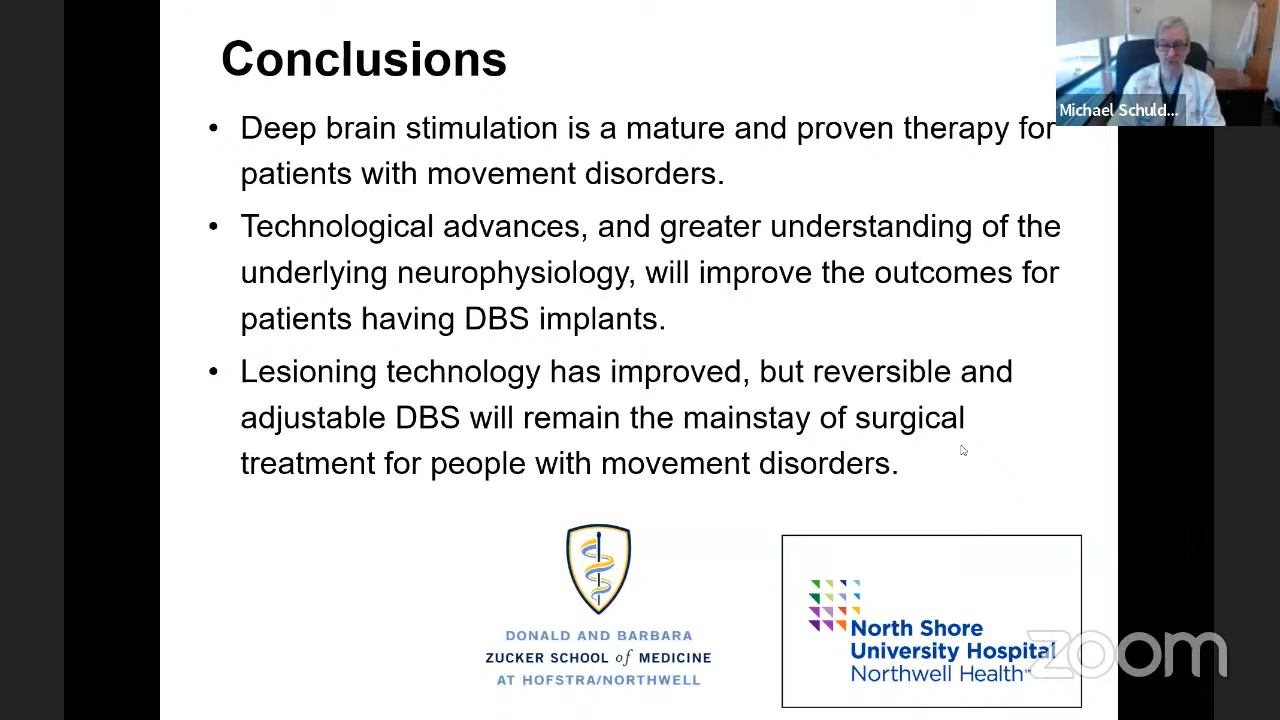 Conclusions
Michael Schuld...
• Deep brain stimulation is a mature and proven therapy for
patients with movement disorders.
• Technological advances, and greater understanding of the
underlying neurophysiology, will improve the outcomes for
patients having DBS implants.
• Lesioning technology has improved, but reversible and
adjustable DBS will remain the mainstay of surgical
treatment for people with movement disorders.
DONALD AND BARBARA
ZUCKER SCHOOL of MEDICINE
AT HOFSTRA/NORTHWELL
North Shore
University Hospital
Northwell Health™
zoom